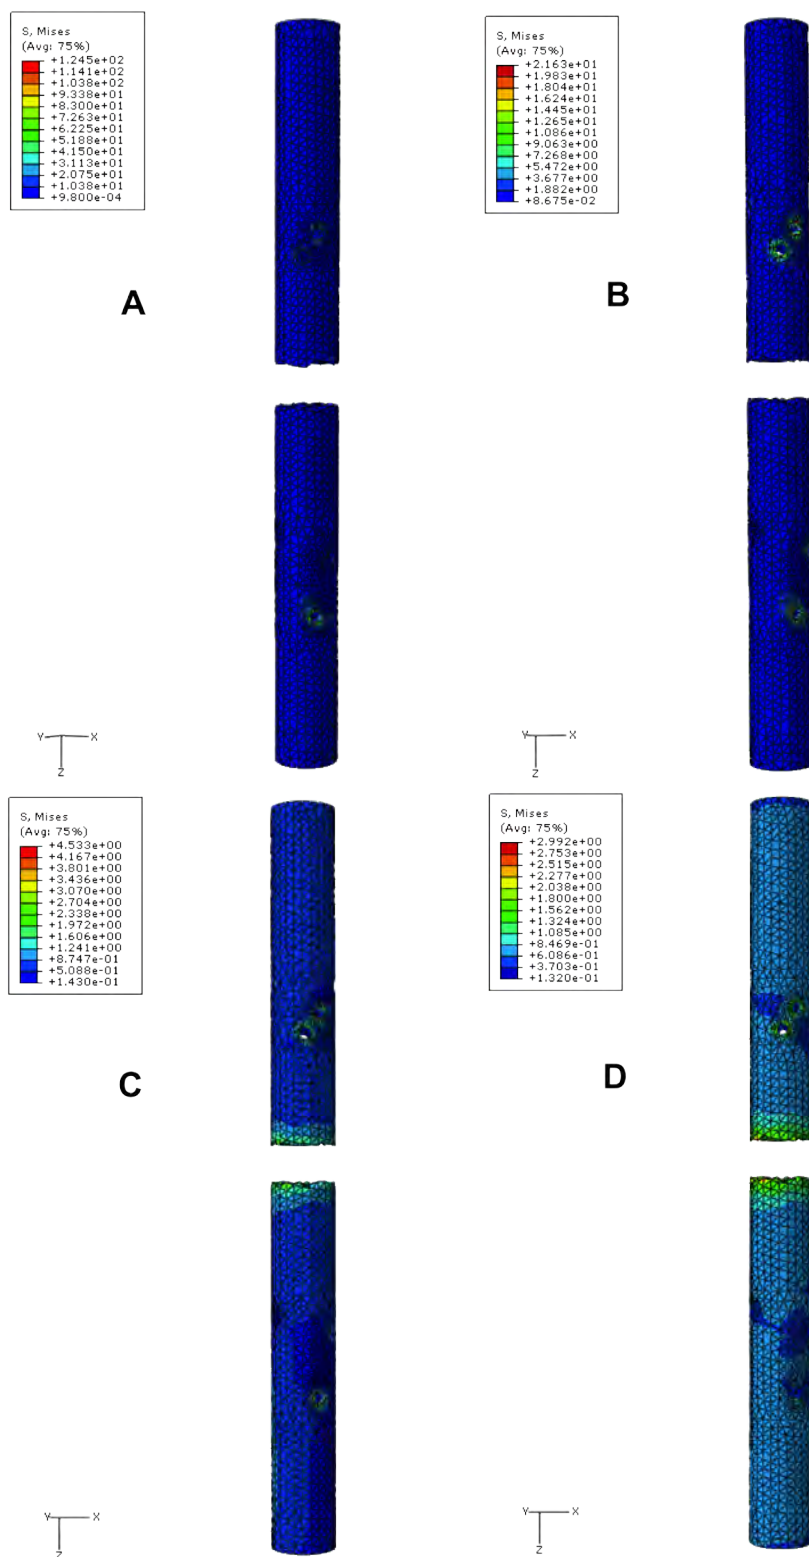 S, Mises
(Avg: 75%)
+1.245e+02
+1.141e+02
+1.038e+02
+9.338e+01
+8.300e+01
+7.263e+01
+6.225e+01
+5.188e+01
+4.150e+01
+3.113e+01
+2.075e+01
+1.038e+01
+9.800e-04
A
Y X
Z
S, Mises
(Avg: 75%)
+2.163e+01
+1.983e+01
+1.804e+01
+1.624e+01
+1.445e+01
+1.265e+01
+1.086e+01
+9.063e+00
+7.268e+00
+5.472e+00
+3.677e+00
+1.882e+00
+8.675e-02
B
Y X
Z
S, Mises
(Avg: 75%)
+4.533e+00
+4.167e+00
+3.801e+00
+3.436e+00
+3.070e+00
+2.704e+00
+2.338e+00
+1.972e+00
+1.606e+00
+1.241e+00
+8.747e-01
+5.088e-01
+1.430e-01
C
Y X
Z
S, Mises
(Avg: 75%)
+2.992e+00
+2.753e+00
+2.515e+00
+2.277e+00
+2.038e+00
+1.800e+00
+1.562e+00
+1.324e+00
+1.085e+00
+8.469e-01
+6.086e-01
+3.703e-01
+1.320e-01
D
Y X
Z